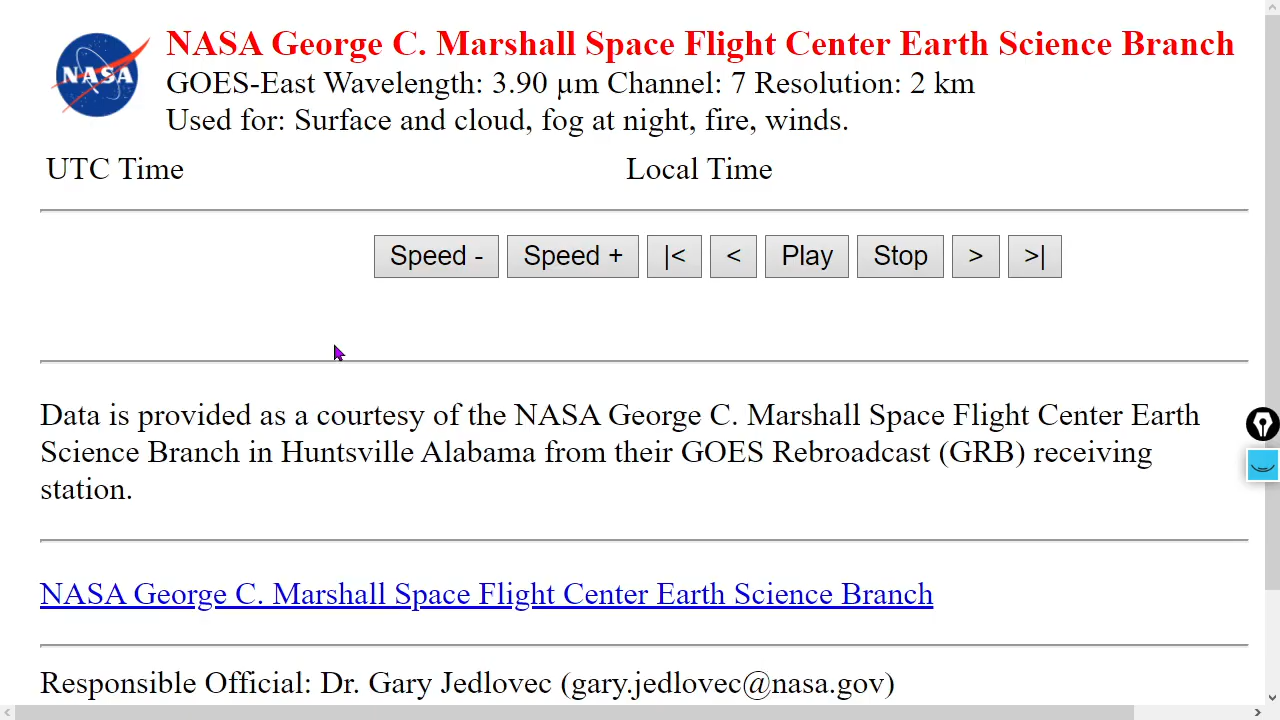 NASA
NASA George C. Marshall Space Flight Center Earth Science Branch
GOES-East Wavelength: 3.90 µm Channel: 7 Resolution: 2 km
Used for: Surface and cloud, fog at night, fire, winds.
UTC Time Local Time
Speed - Speed + |< < Play Stop > >|
Data is provided as a courtesy of the NASA George C. Marshall Space Flight Center Earth
Science Branch in Huntsville Alabama from their GOES Rebroadcast (GRB) receiving
station.
NASA George C. Marshall Space Flight Center Earth Science Branch
Responsible Official: Dr. Gary Jedlovec (gary.jedlovec@nasa.gov)